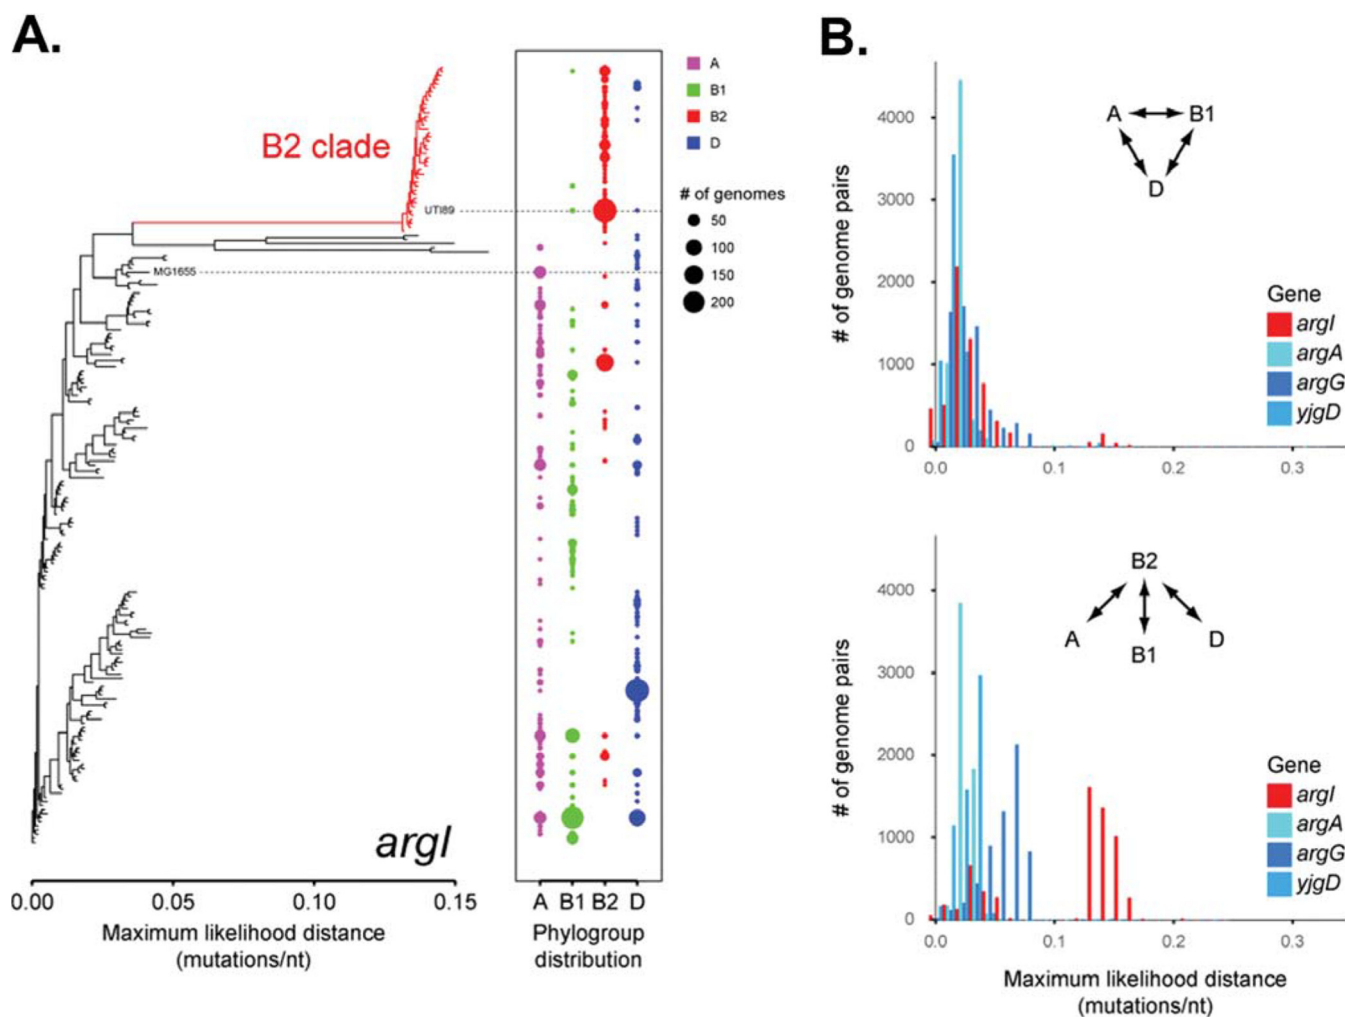 A.
B2 clade
UTI89
MG1655
argI
0.00 0.05 0.10 0.15
Maximum likelihood distance
(mutations/nt)
A B1 B2 D
Phylogroup
distribution
A
B1
B2
D
# of genomes
50
100
150
200
B.
# of genome pairs
4000
3000
2000
1000
0
0.0 0.1 0.2 0.3
A B1
D
Gene
argI
argA
argG
yjgD
# of genome pairs
4000
3000
2000
1000
0
0.0 0.1 0.2 0.3
B2
A B1 D
Gene
argI
argA
argG
yjgD
Maximum likelihood distance
(mutations/nt)